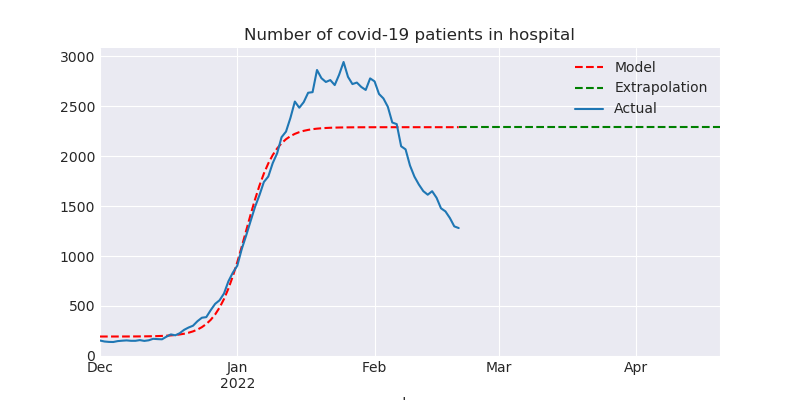 Number of covid-19 patients in hospital
3000
2500
2000
1500
1000
500
0
Model
Extrapolation
Actual
Dec
Jan
2022
Feb
Mar
Apr